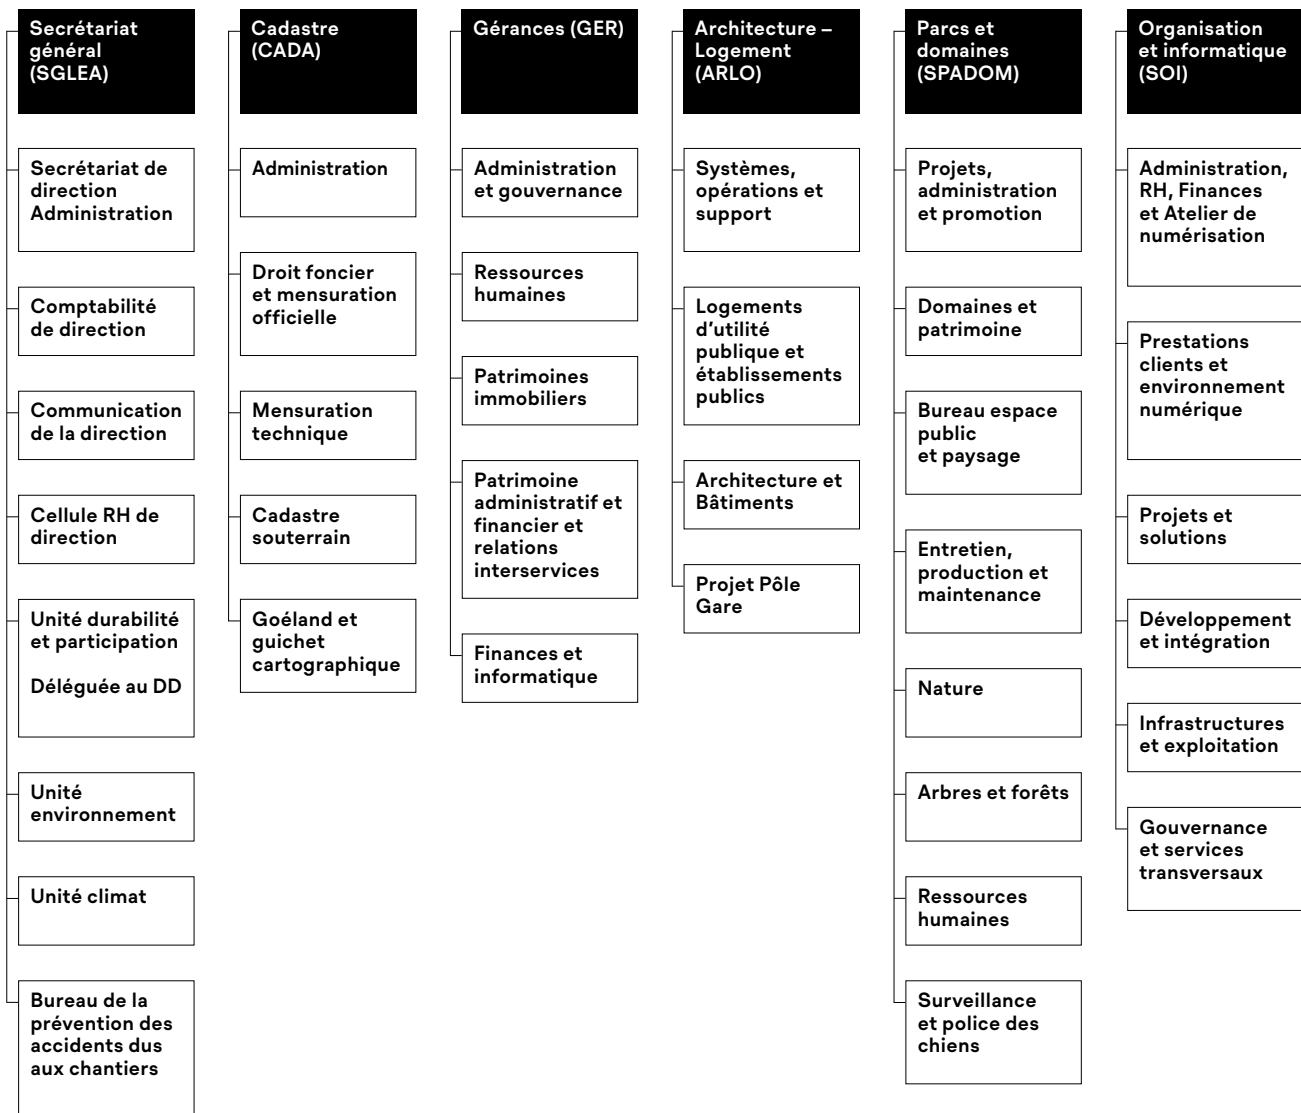 Secrétariat
général
(SGLEA)
Secrétariat de
direction
Administration
Comptabilité
de direction
Communication
de la direction
Cellule RH de
direction
Unité durabilité
et participation
Déléguée au DD
Unité
environnement
Unité climat
Bureau de la
prévention des
accidents dus
aux chantiers
Cadastre
(CADA)
Administration
Droit foncier
et mensuration
officielle
Mensuration
technique
Cadastre
souterrain
Goéland et
guichet
cartographique
Gérances (GER)
Administration
et gouvernance
Ressources
humaines
Patrimoines
immobiliers
Patrimoine
administratif et
financier et
relations
interservices
Finances et
informatique
Architecture –
Logement
(ARLO)
Systèmes,
opérations et
support
Logements
d’utilité
publique et
établissements
publics
Architecture et
Bâtiments
Projet Pôle
Gare
Parcs et
domaines
(SPADOM)
Projets,
administration
et promotion
Domaines et
patrimoine
Bureau espace
public
et paysage
Entretien,
production et
maintenance
Nature
Arbres et forêts
Ressources
humaines
Surveillance
et police des
chiens
Organisation
et informatique
(SOI)
Administration,
RH, Finances
et Atelier de
numérisation
Prestations
clients et
environnement
numérique
Projets et
solutions
Développement
et intégration
Infrastructures
et exploitation
Gouvernance
et services
transversaux